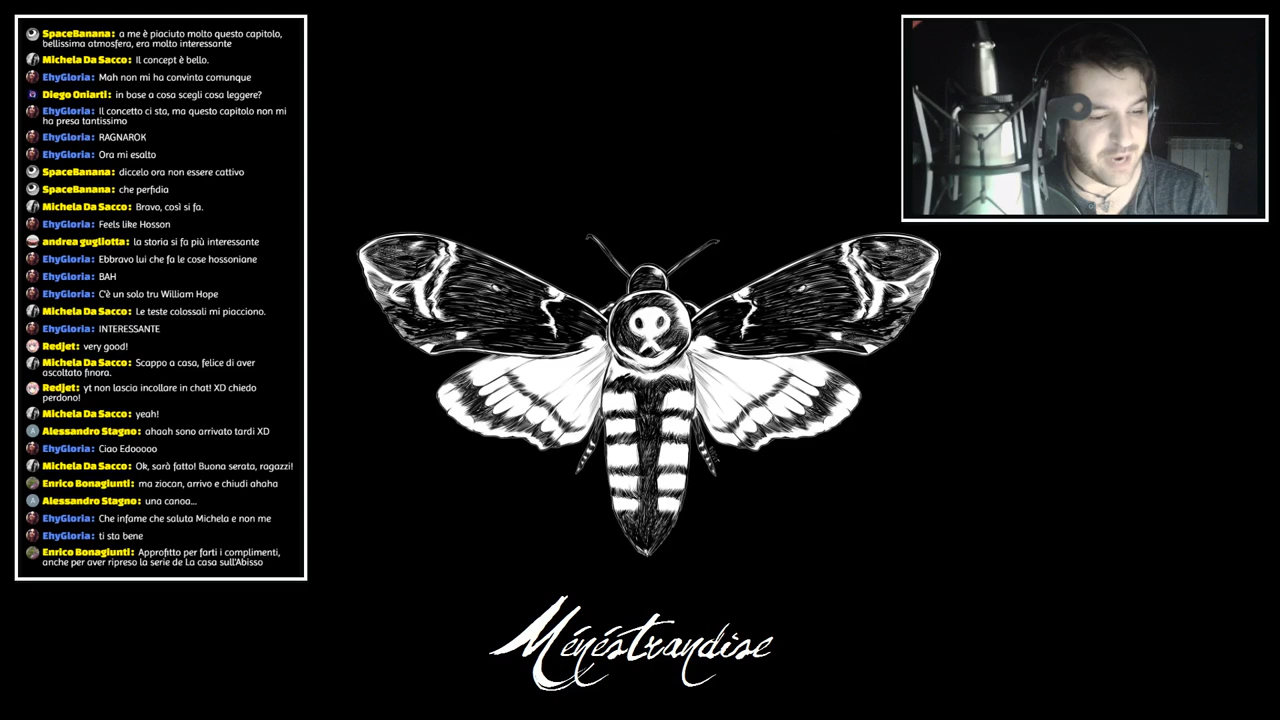 SpaceBanana: a me è piaciuto molto questo capitolo,
bellissima atmosfera, era molto interessante
Michela Da Sacco: Il concept è bello.
EhyGloria: Mah non mi ha convinta comunque
Diego Oniarti: in base a cosa scegli cosa leggere?
EhyGloria: Il concetto ci sta, ma questo capitolo non mi
ha presa tantissimo
EhyGloria: RAGNAROK
EhyGloria: Ora mi esalto
SpaceBanana: diccelo ora non essere cattivo
SpaceBanana: che perfidia
Michela Da Sacco: Bravo, così si fa.
EhyGloria: Feels like Hosson
andrea gugliotta: la storia si fa più interessante
EhyGloria: Ebbravo lui che fa le cose hossoniane
EhyGloria: BAH
EhyGloria: C'è un solo tru William Hope
Michela Da Sacco: Le teste colossali mi piacciono.
EhyGloria: INTERESSANTE
Redjet: very good!
Michela Da Sacco: Scappo a casa, felice di aver
ascoltato finora.
Redjet: yt non lascia incollare in chat! XD chiedo
perdono!
Michela Da Sacco: yeah!
Alessandro Stagno: ahaah sono arrivato tardi XD
EhyGloria: Ciao Edooooo
Michela Da Sacco: Ok, sarà fatto! Buona serata, ragazzi!
Enrico Bonagiunti: ma ziocan, arrivo e chiudi ahaha
Alessandro Stagno: una canoa...
EhyGloria: Che infame che saluta Michela e non me
EhyGloria: ti sta bene
Enrico Bonagiunti: Approfitto per farti i complimenti,
anche per aver ripreso la serie de La casa sull'Abisso
Ménéstrandise